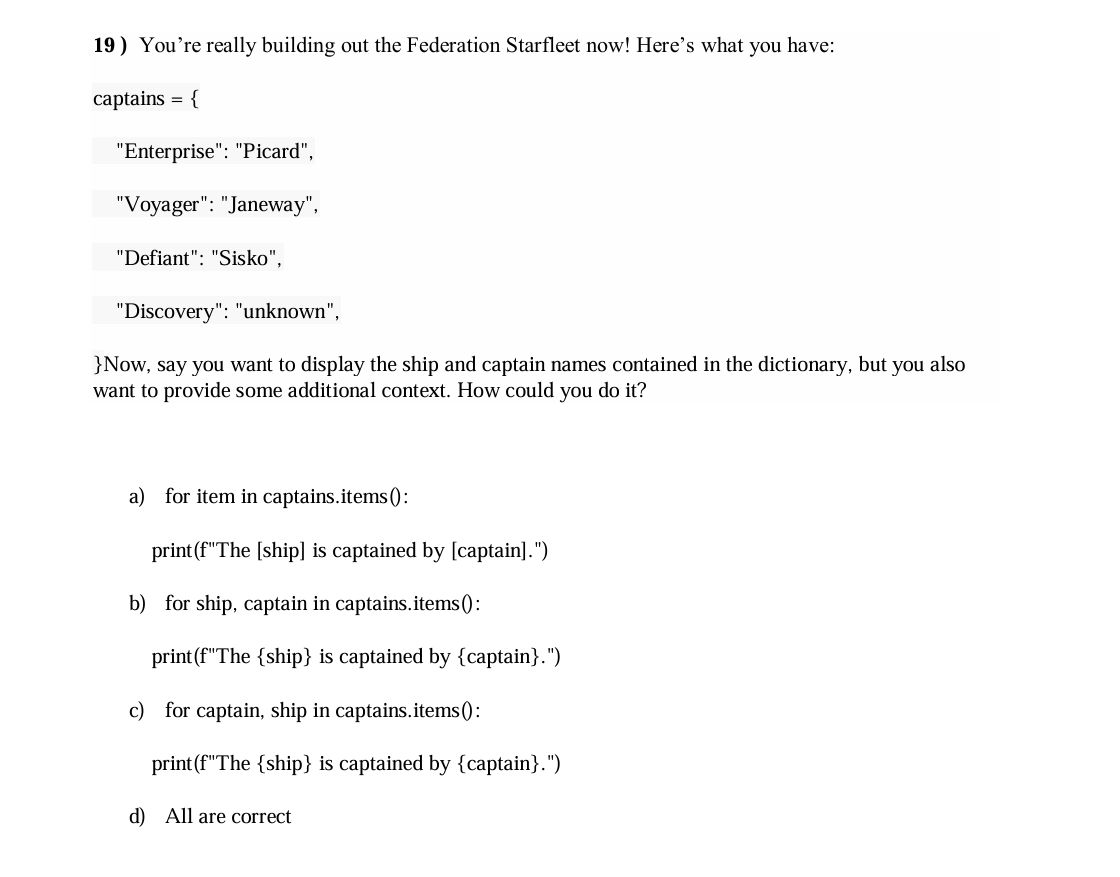 19 ) You’re really building out the Federation Starfleet now! Here’s what you have:
captains = {
"Enterprise": "Picard",
"Voyager": "Janeway",
"Defiant": "Sisko",
"Discovery": "unknown",
}Now, say you want to display the ship and captain names contained in the dictionary, but you also
want to provide some additional context. How could you do it?
a) for item in captains.items():
print(f"The [ship] is captained by [captain].")
b) for ship, captain in captains.items():
print(f"The {ship} is captained by {captain}.")
c) for captain, ship in captains.items():
print(f"The {ship} is captained by {captain}.")
d) All are correct